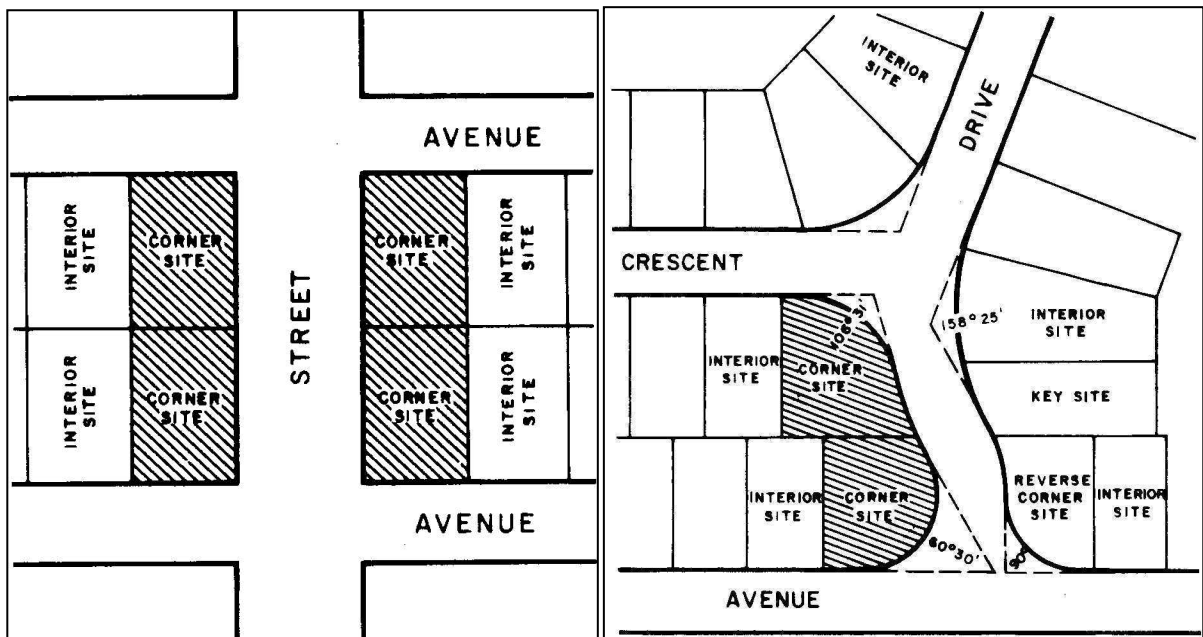 AVENUE
INTERIOR
SITE
CORNER
SITE
CORNER
SITE
INTERIOR
SITE
STREET
INTERIOR
SITE
CORNER
SITE
CORNER
SITE
INTERIOR
SITE
AVENUE
INTERIOR
SITE
DRIVE
CRESCENT
106° 31'
158° 25'
INTERIOR
SITE
INTERIOR
SITE
CORNER
SITE
KEY SITE
INTERIOR
SITE
CORNER
SITE
REVERSE
CORNER
SITE
INTERIOR
SITE
60° 30'
90°
AVENUE